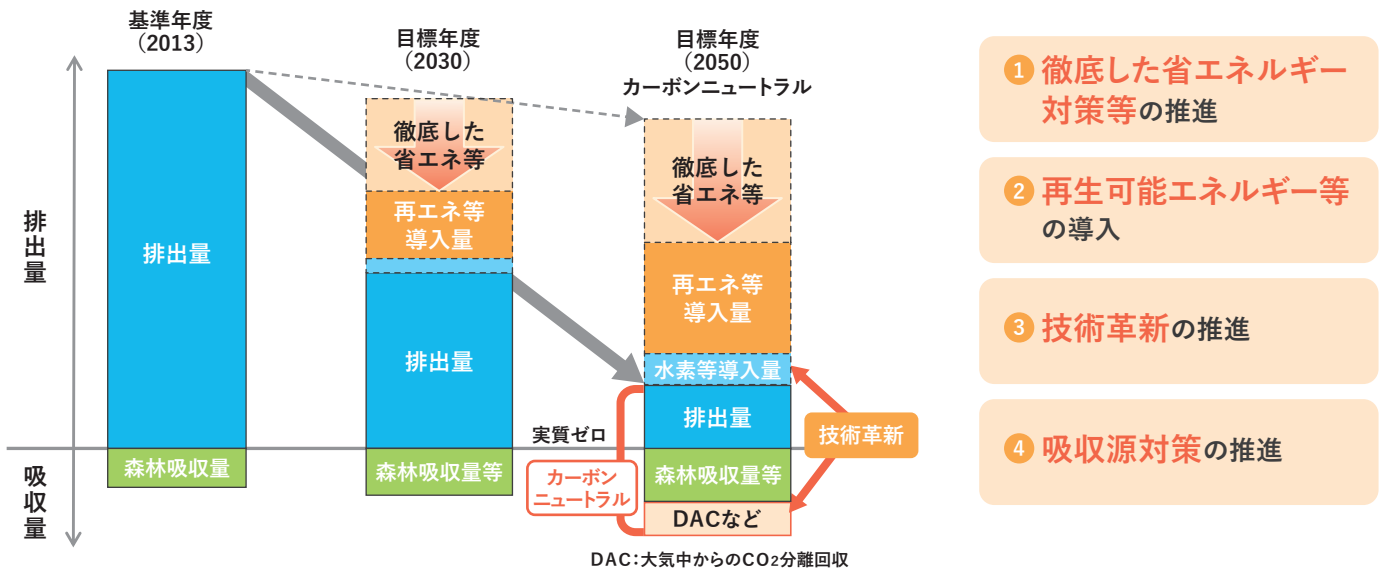 基準年度
（2013）
目標年度
（2030）
目標年度
（2050）
カーボンニュートラル
排出量
吸収量
排出量
森林吸収量
徹底した
省エネ等
再エネ等
導入量
排出量
森林吸収量等
徹底した
省エネ等
再エネ等
導入量
水素等導入量
排出量
森林吸収量等
DACなど
実質ゼロ
カーボン
ニュートラル
技術革新
DAC：大気中からのCO2分離回収
1 徹底した省エネルギー
対策等の推進
2 再生可能エネルギー等
の導入
3 技術革新の推進
4 吸収源対策の推進